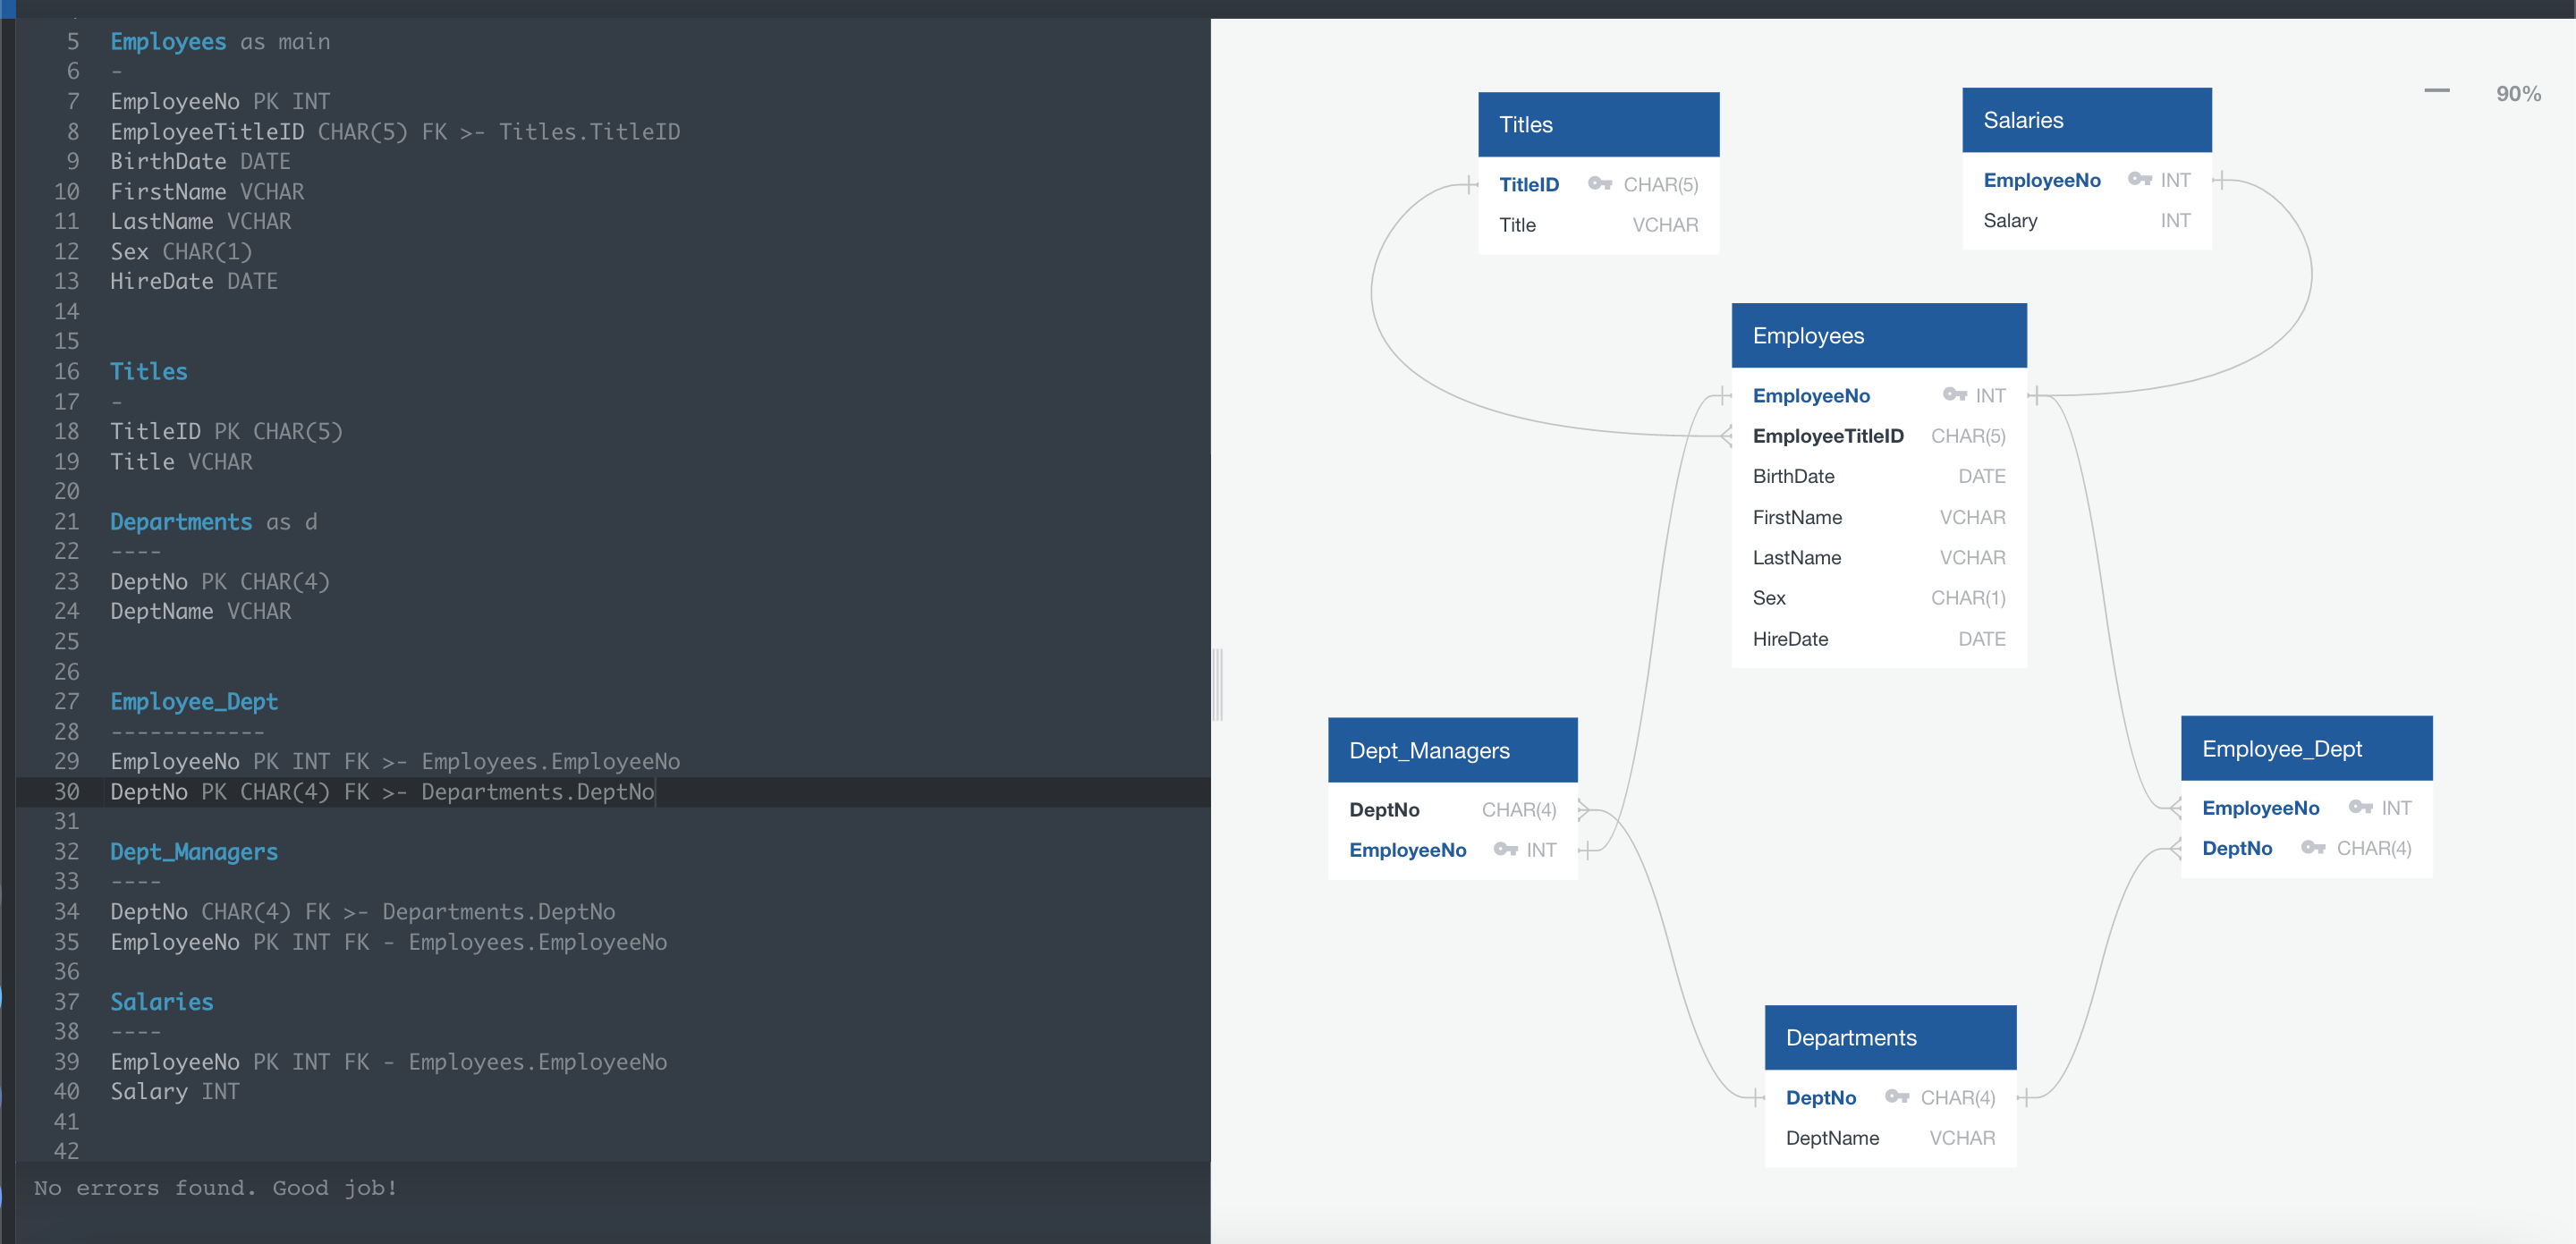 5 Employees as main
6 -
7 EmployeeNo PK INT
8 EmployeeTitleID CHAR(5) FK >- Titles.TitleID
9 BirthDate DATE
10 FirstName VCHAR
11 LastName VCHAR
12 Sex CHAR(1)
13 HireDate DATE
14
15
16 Titles
17 -
18 TitleID PK CHAR(5)
19 Title VCHAR
20
21 Departments as d
22 ----
23 DeptNo PK CHAR(4)
24 DeptName VCHAR
25
26
27 Employee_Dept
28 ------------
29 EmployeeNo PK INT FK >- Employees.EmployeeNo
30 DeptNo PK CHAR(4) FK >- Departments.DeptNo
31
32 Dept_Managers
33 ----
34 DeptNo CHAR(4) FK >- Departments.DeptNo
35 EmployeeNo PK INT FK - Employees.EmployeeNo
36
37 Salaries
38 ----
39 EmployeeNo PK INT FK - Employees.EmployeeNo
40 Salary INT
41
42
No errors found. Good job!
90%
Titles
TitleID CHAR(5)
Title VCHAR
Salaries
EmployeeNo INT
Salary INT
Employees
EmployeeNo INT
EmployeeTitleID CHAR(5)
BirthDate DATE
FirstName VCHAR
LastName VCHAR
Sex CHAR(1)
HireDate DATE
Dept_Managers
DeptNo CHAR(4)
EmployeeNo INT
Employee_Dept
EmployeeNo INT
DeptNo CHAR(4)
Departments
DeptNo CHAR(4)
DeptName VCHAR